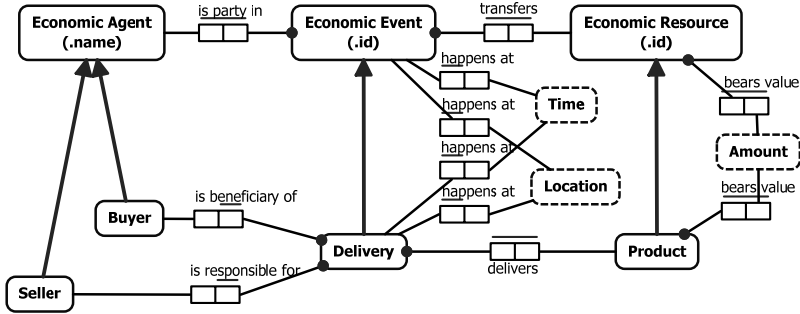 is party in
transfers
Economic Agent
(.name)
Economic Event
(.id)
Economic Resource
(.id)
happens at
bears value
happens at
Time
happens at
Amount
happens at
Location
bears value
is beneficiary of
Buyer
Delivery
Product
is responsible for
delivers
Seller